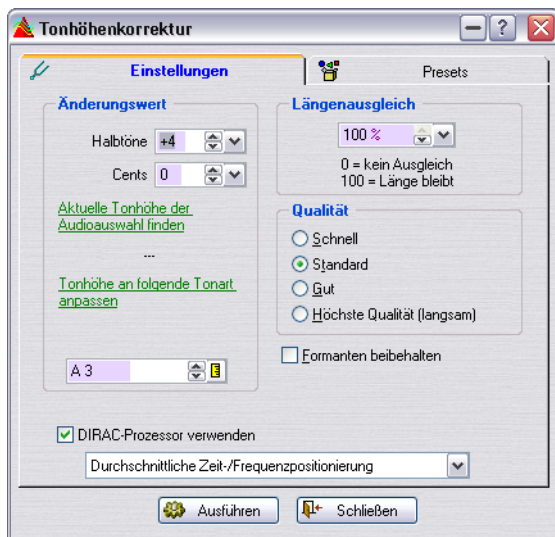 Tonhöhenkorrektur
Einstellungen
Presets
Änderungswert
Halbtöne +4
Cents 0
Aktuelle Tonhöhe der
Audioauswahl finden
...
Tonhöhe an folgende Tonart
anpassen
A 3
Längenausgleich
100 %
0 = kein Ausgleich
100 = Länge bleibt
Qualität
Schnell
Standard
Gut
Höchste Qualität (langsam)
Formanten beibehalten
DIRAC-Prozessor verwenden
Durchschnittliche Zeit-/Frequenzpositionierung
Ausführen
Schließen